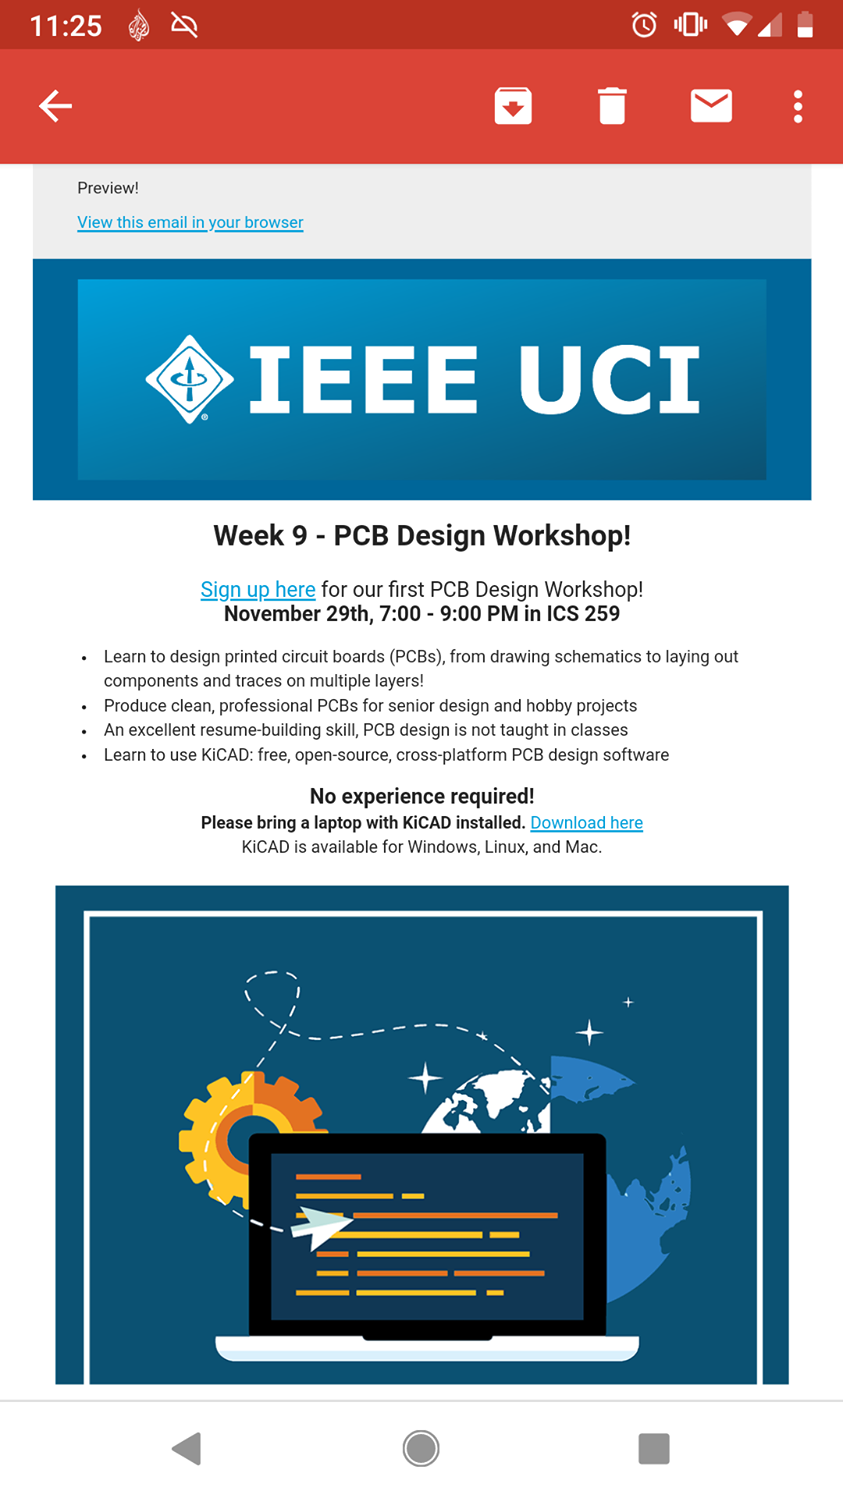 11:25
Preview!
View this email in your browser
IEEE UCI
®
Week 9 - PCB Design Workshop!
Sign up here for our first PCB Design Workshop!
November 29th, 7:00 - 9:00 PM in ICS 259
• Learn to design printed circuit boards (PCBs), from drawing schematics to laying out
components and traces on multiple layers!
• Produce clean, professional PCBs for senior design and hobby projects
• An excellent resume-building skill, PCB design is not taught in classes
• Learn to use KiCAD: free, open-source, cross-platform PCB design software
No experience required!
Please bring a laptop with KiCAD installed. Download here
KiCAD is available for Windows, Linux, and Mac.